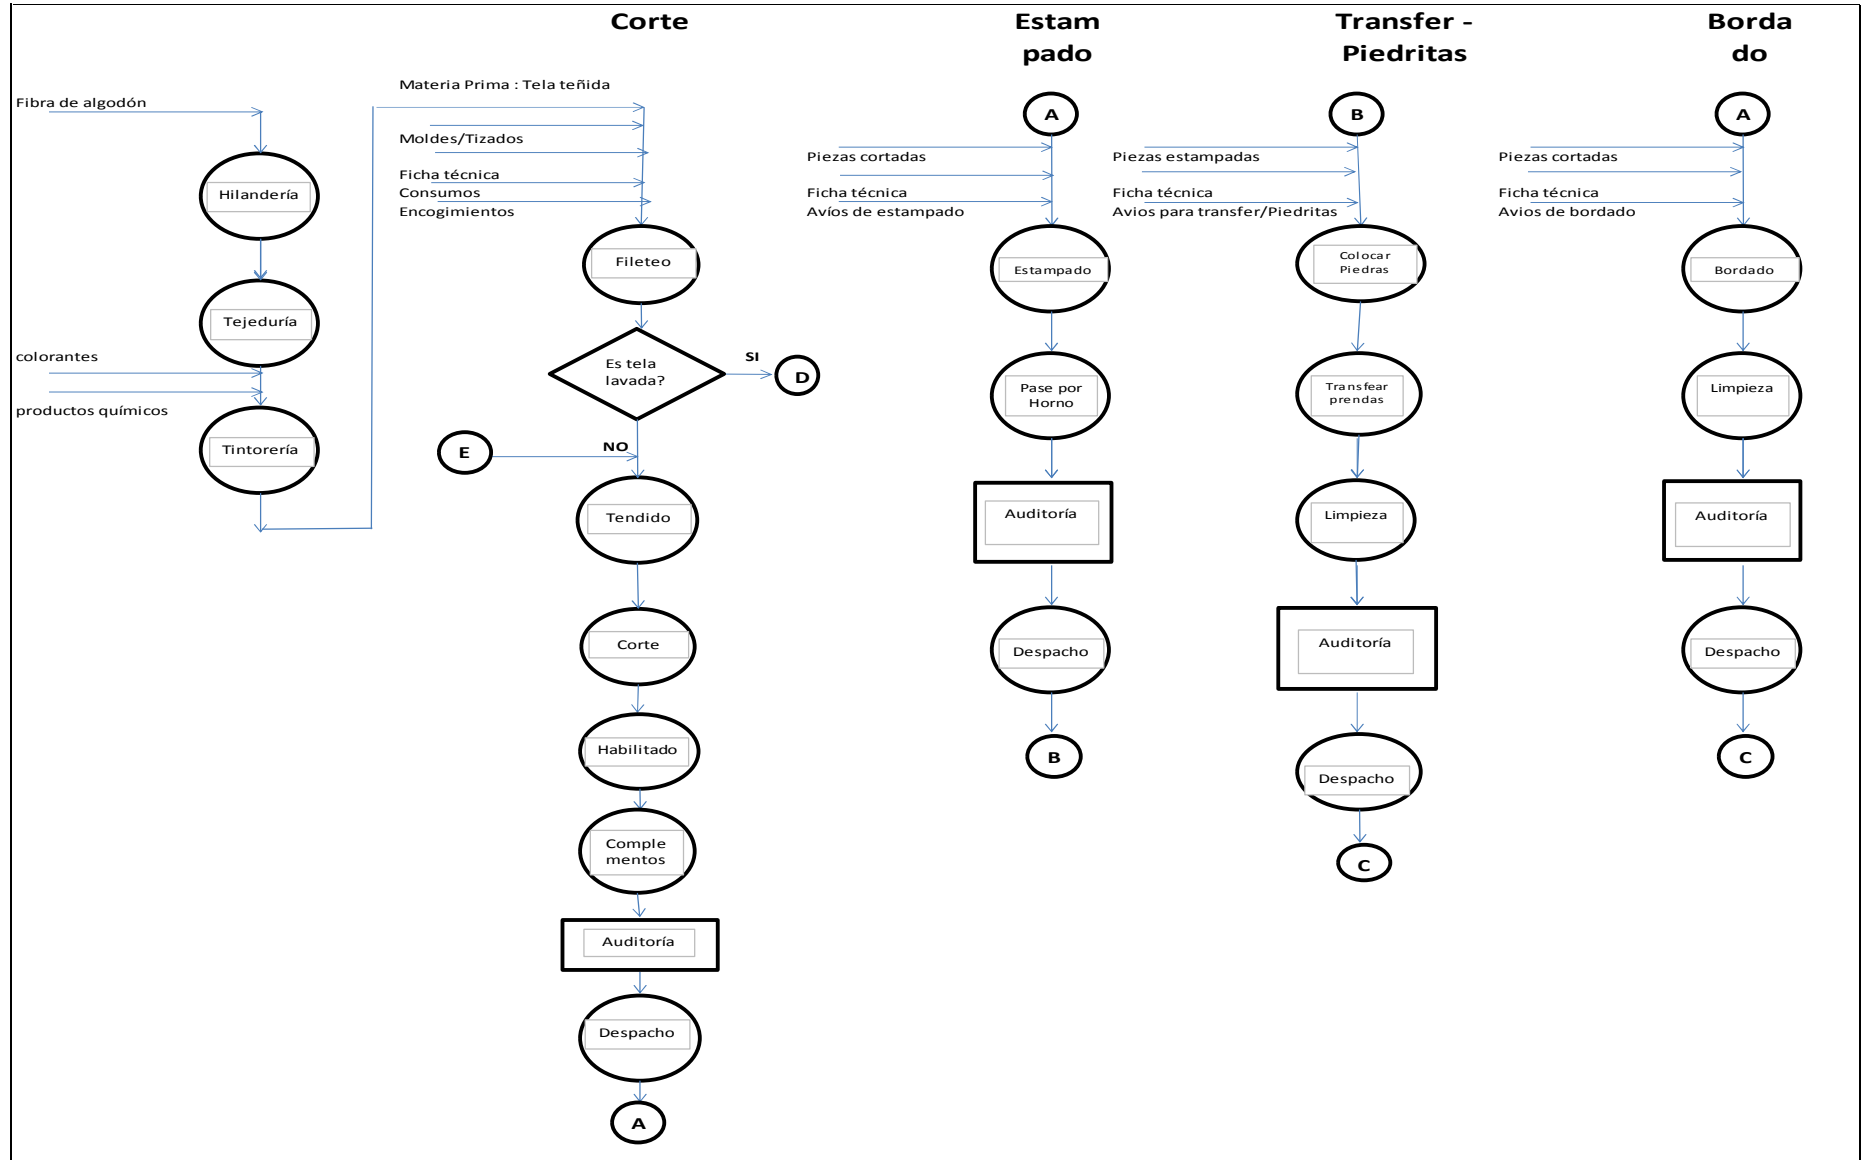 Corte
Estam
pado
Transfer -
Piedritas
Borda
do
Fibra de algodón
Hilandería
Tejeduría
colorantes
productos químicos
Tintorería
Materia Prima : Tela teñida
Moldes/Tizados
Ficha técnica
Consumos
Encogimientos
Fileteo
Es tela
lavada?
SI
D
E
NO
Tendido
Corte
Habilitado
Comple
mentos
Auditoría
Despacho
A
A
Piezas cortadas
Ficha técnica
Avíos de estampado
Estampado
Pase por
Horno
Auditoría
Despacho
B
B
Piezas estampadas
Ficha técnica
Avios para transfer/Piedritas
Colocar
Piedras
Transfear
prendas
Limpieza
Auditoría
Despacho
C
A
Piezas cortadas
Ficha técnica
Avios de bordado
Bordado
Limpieza
Auditoría
Despacho
C